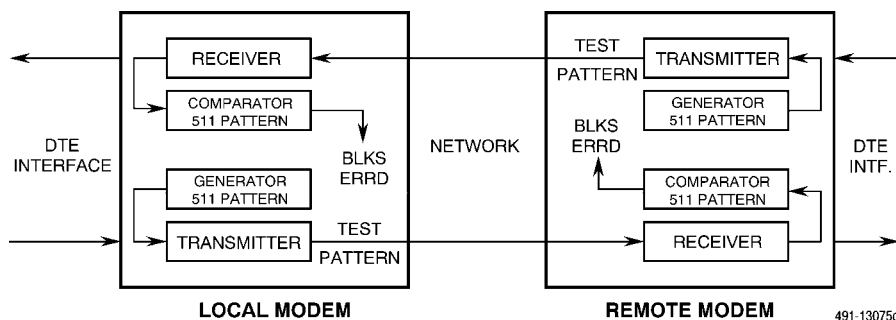 RECEIVER
COMPARATOR
511 PATTERN
BLKS
ERRD
GENERATOR
511 PATTERN
TRANSMITTER
DTE
INTERFACE
LOCAL MODEM
TEST
PATTERN
NETWORK
TEST
PATTERN
TRANSMITTER
GENERATOR
511 PATTERN
BLKS
ERRD
COMPARATOR
511 PATTERN
RECEIVER
DTE
INTF.
REMOTE MODEM
491-13075d